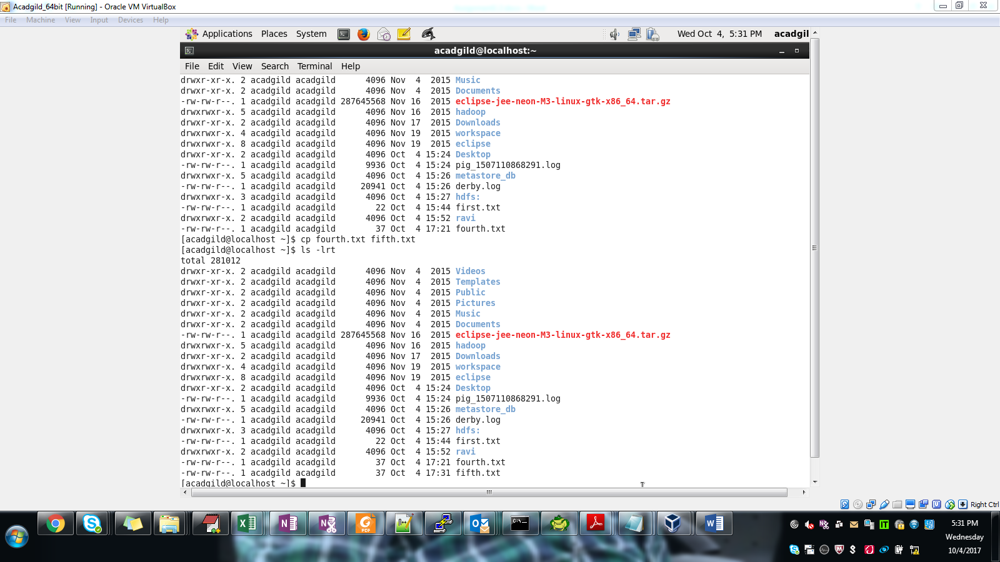 Acadgild_64bit [Running] - Oracle VM VirtualBox
File Machine View Input Devices Help
Applications Places System Wed Oct 4, 5:31 PM acadgil
acadgild@localhost:~
File Edit View Search Terminal Help
drwxr-xr-x. 2 acadgild acadgild      4096 Nov  4  2015 Music
drwxr-xr-x. 2 acadgild acadgild      4096 Nov  4  2015 Documents
-rw-rw-r--. 1 acadgild acadgild 287645568 Nov 16  2015 eclipse-jee-neon-M3-linux-gtk-x86_64.tar.gz
drwxrwxr-x. 5 acadgild acadgild      4096 Nov 16  2015 hadoop
drwxr-xr-x. 2 acadgild acadgild      4096 Nov 17  2015 Downloads
drwxrwxr-x. 4 acadgild acadgild      4096 Nov 19  2015 workspace
drwxrwxr-x. 8 acadgild acadgild      4096 Nov 19  2015 eclipse
drwxr-xr-x. 2 acadgild acadgild      4096 Oct  4 15:24 Desktop
-rw-rw-r--. 1 acadgild acadgild      9936 Oct  4 15:24 pig_1507110868291.log
drwxrwxr-x. 5 acadgild acadgild      4096 Oct  4 15:26 metastore_db
-rw-rw-r--. 1 acadgild acadgild     20941 Oct  4 15:26 derby.log
drwxrwxr-x. 3 acadgild acadgild      4096 Oct  4 15:27 hdfs:
-rw-rw-r--. 1 acadgild acadgild        22 Oct  4 15:44 first.txt
drwxrwxr-x. 2 acadgild acadgild      4096 Oct  4 15:52 ravi
-rw-rw-r--. 1 acadgild acadgild        37 Oct  4 17:21 fourth.txt
[acadgild@localhost ~]$ cp fourth.txt fifth.txt
[acadgild@localhost ~]$ ls -lrt
total 281012
drwxr-xr-x. 2 acadgild acadgild      4096 Nov  4  2015 Videos
drwxr-xr-x. 2 acadgild acadgild      4096 Nov  4  2015 Templates
drwxr-xr-x. 2 acadgild acadgild      4096 Nov  4  2015 Public
drwxr-xr-x. 2 acadgild acadgild      4096 Nov  4  2015 Pictures
drwxr-xr-x. 2 acadgild acadgild      4096 Nov  4  2015 Music
drwxr-xr-x. 2 acadgild acadgild      4096 Nov  4  2015 Documents
-rw-rw-r--. 1 acadgild acadgild 287645568 Nov 16  2015 eclipse-jee-neon-M3-linux-gtk-x86_64.tar.gz
drwxrwxr-x. 5 acadgild acadgild      4096 Nov 16  2015 hadoop
drwxr-xr-x. 2 acadgild acadgild      4096 Nov 17  2015 Downloads
drwxrwxr-x. 4 acadgild acadgild      4096 Nov 19  2015 workspace
drwxrwxr-x. 8 acadgild acadgild      4096 Nov 19  2015 eclipse
drwxr-xr-x. 2 acadgild acadgild      4096 Oct  4 15:24 Desktop
-rw-rw-r--. 1 acadgild acadgild      9936 Oct  4 15:24 pig_1507110868291.log
drwxrwxr-x. 5 acadgild acadgild      4096 Oct  4 15:26 metastore_db
-rw-rw-r--. 1 acadgild acadgild     20941 Oct  4 15:26 derby.log
drwxrwxr-x. 3 acadgild acadgild      4096 Oct  4 15:27 hdfs:
-rw-rw-r--. 1 acadgild acadgild        22 Oct  4 15:44 first.txt
drwxrwxr-x. 2 acadgild acadgild      4096 Oct  4 15:52 ravi
-rw-rw-r--. 1 acadgild acadgild        37 Oct  4 17:21 fourth.txt
-rw-rw-r--. 1 acadgild acadgild        37 Oct  4 17:31 fifth.txt
[acadgild@localhost ~]$
Right Ctrl
5:31 PM
Wednesday
10/4/2017